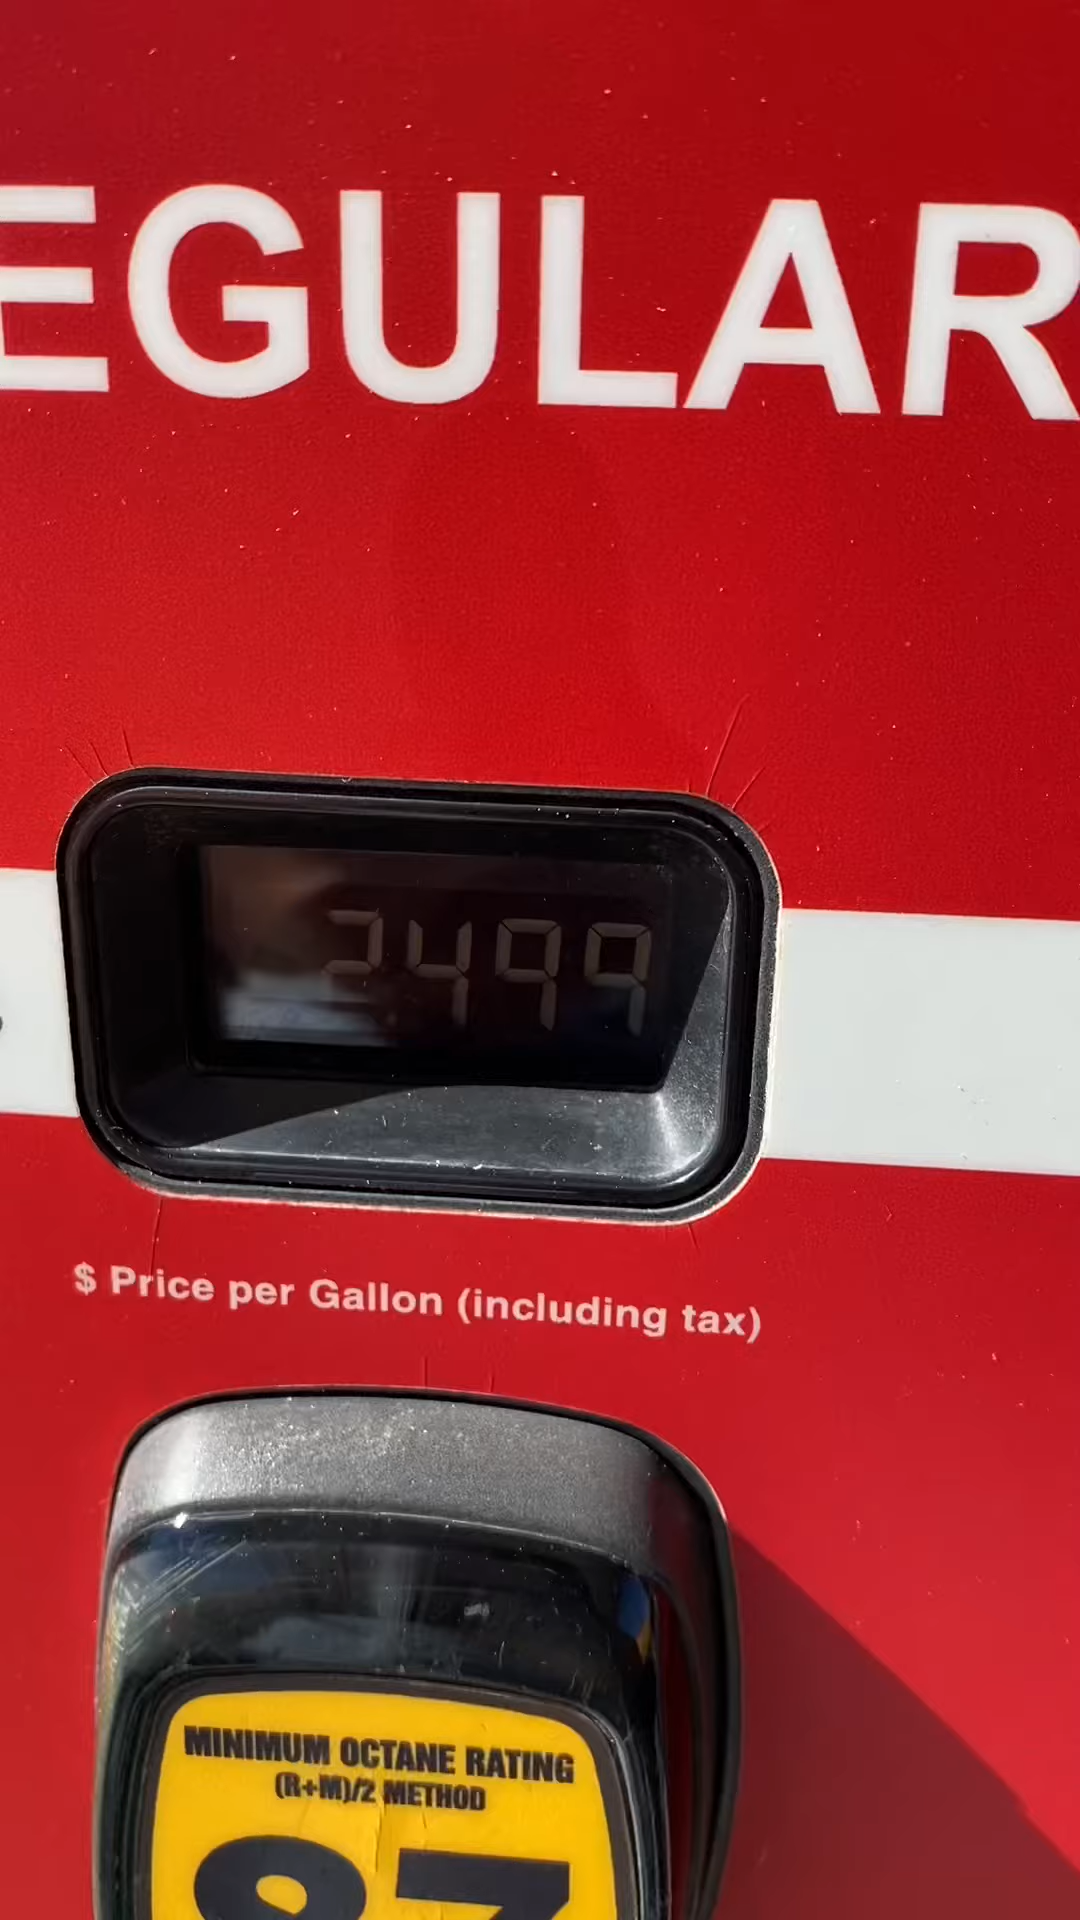 EGULAR
2499
$ Price per Gallon (including tax)
MINIMUM OCTANE RATING
(R+M)/2 METHOD
87